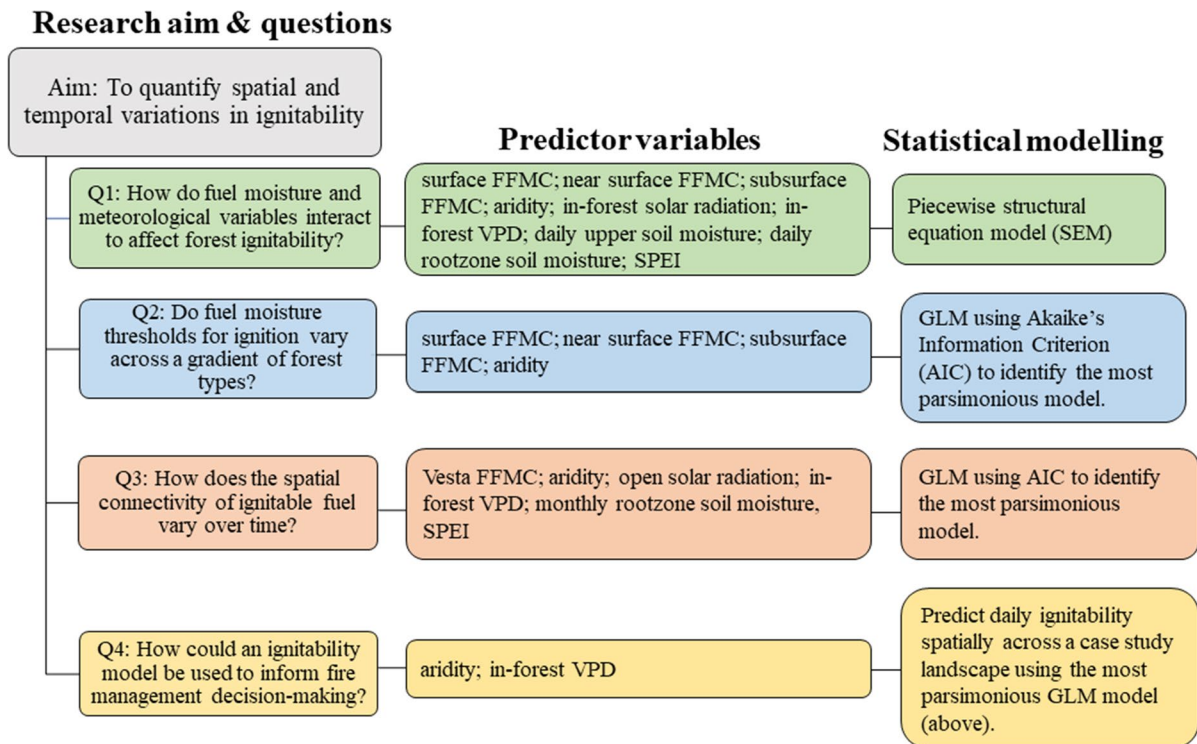 Research aim & questions
Aim: To quantify spatial and
temporal variations in ignitability
Predictor variables
Statistical modelling
Q1: How do fuel moisture and
meteorological variables interact
to affect forest ignitability?
surface FFMC; near surface FFMC; subsurface
FFMC; aridity; in-forest solar radiation; in-
forest VPD; daily upper soil moisture; daily
rootzone soil moisture; SPEI
Piecewise structural
equation model (SEM)
Q2: Do fuel moisture
thresholds for ignition vary
across a gradient of forest
types?
surface FFMC; near surface FFMC; subsurface
FFMC; aridity
GLM using Akaike's
Information Criterion
(AIC) to identify the most
parsimonious model.
Q3: How does the spatial
connectivity of ignitable fuel
vary over time?
Vesta FFMC; aridity; open solar radiation; in-
forest VPD; monthly rootzone soil moisture,
SPEI
GLM using AIC to identify
the most parsimonious
model.
Q4: How could an ignitability
model be used to inform fire
management decision-making?
aridity; in-forest VPD
Predict daily ignitability
spatially across a case study
landscape using the most
parsimonious GLM model
(above).